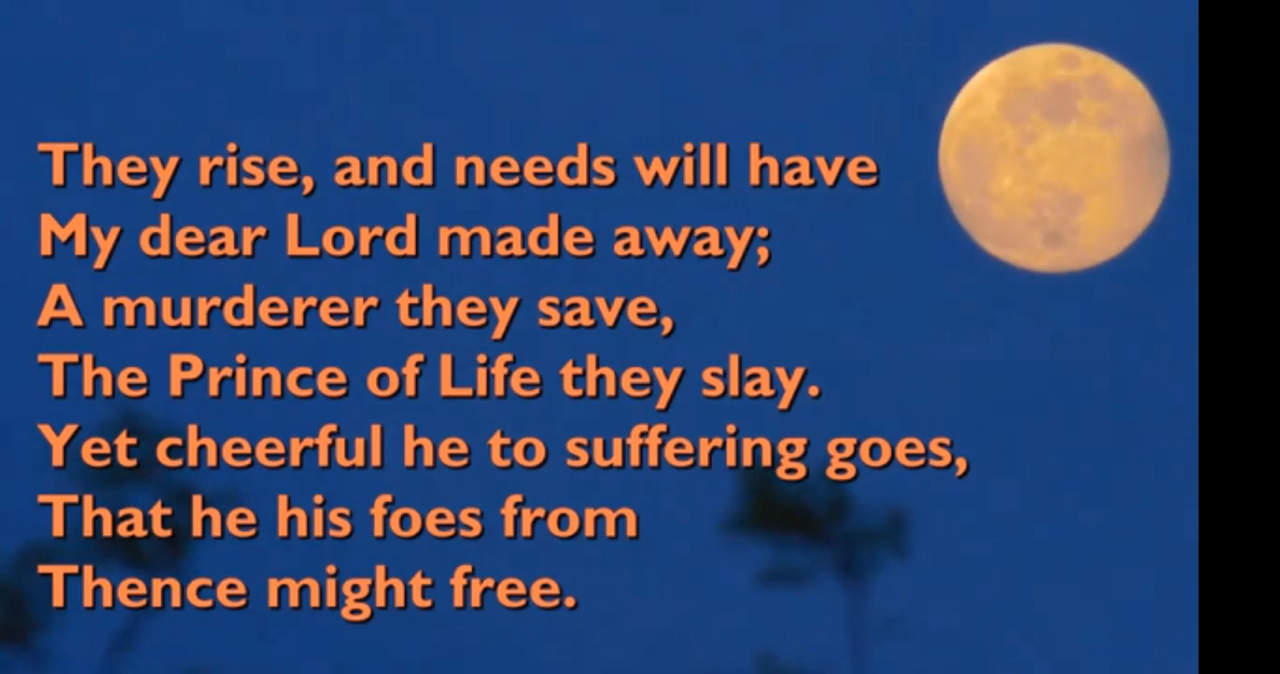 They rise, and needs will have
My dear Lord made away;
A murderer they save,
The Prince of Life they slay.
Yet cheerful he to suffering goes,
That he his foes from
Thence might free.